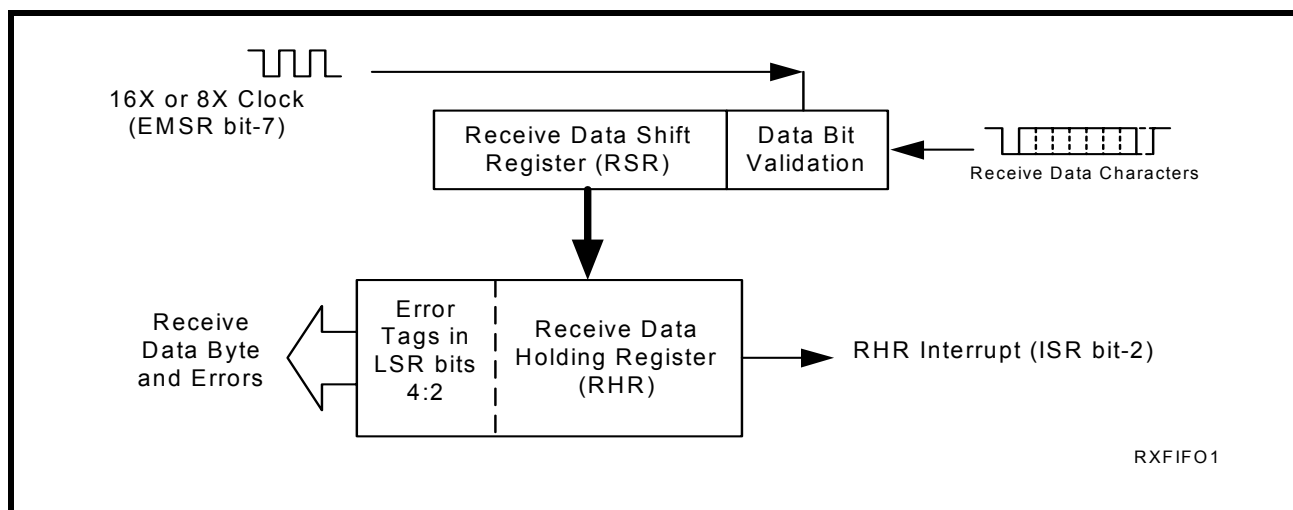 16X or 8X Clock
(EMSR bit-7)
Receive Data Shift
Register (RSR)
Data Bit
Validation
Receive Data Characters
Receive
Data Byte
and Errors
Error
Tags in
LSR bits
4:2
Receive Data
Holding Register
(RHR)
RHR Interrupt (ISR bit-2)
RXFIFO1